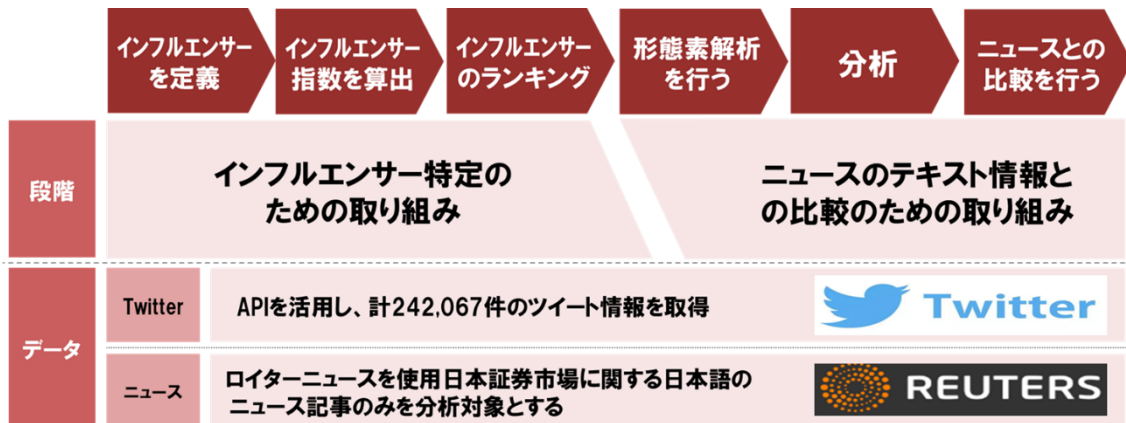 インフルエンサー
を定義
インフルエンサー
指数を算出
インフルエンサー
のランキング
形態素解析
を行う
分析
ニュースとの
比較を行う
段階
インフルエンサー特定の
ための取り組み
ニュースのテキスト情報と
の比較のための取り組み
データ
Twitter
APIを活用し、計242,067件のツイート情報を取得
Twitter
ニュース
ロイターニュースを使用日本証券市場に関する日本語の
ニュース記事のみを分析対象とする
REUTERS